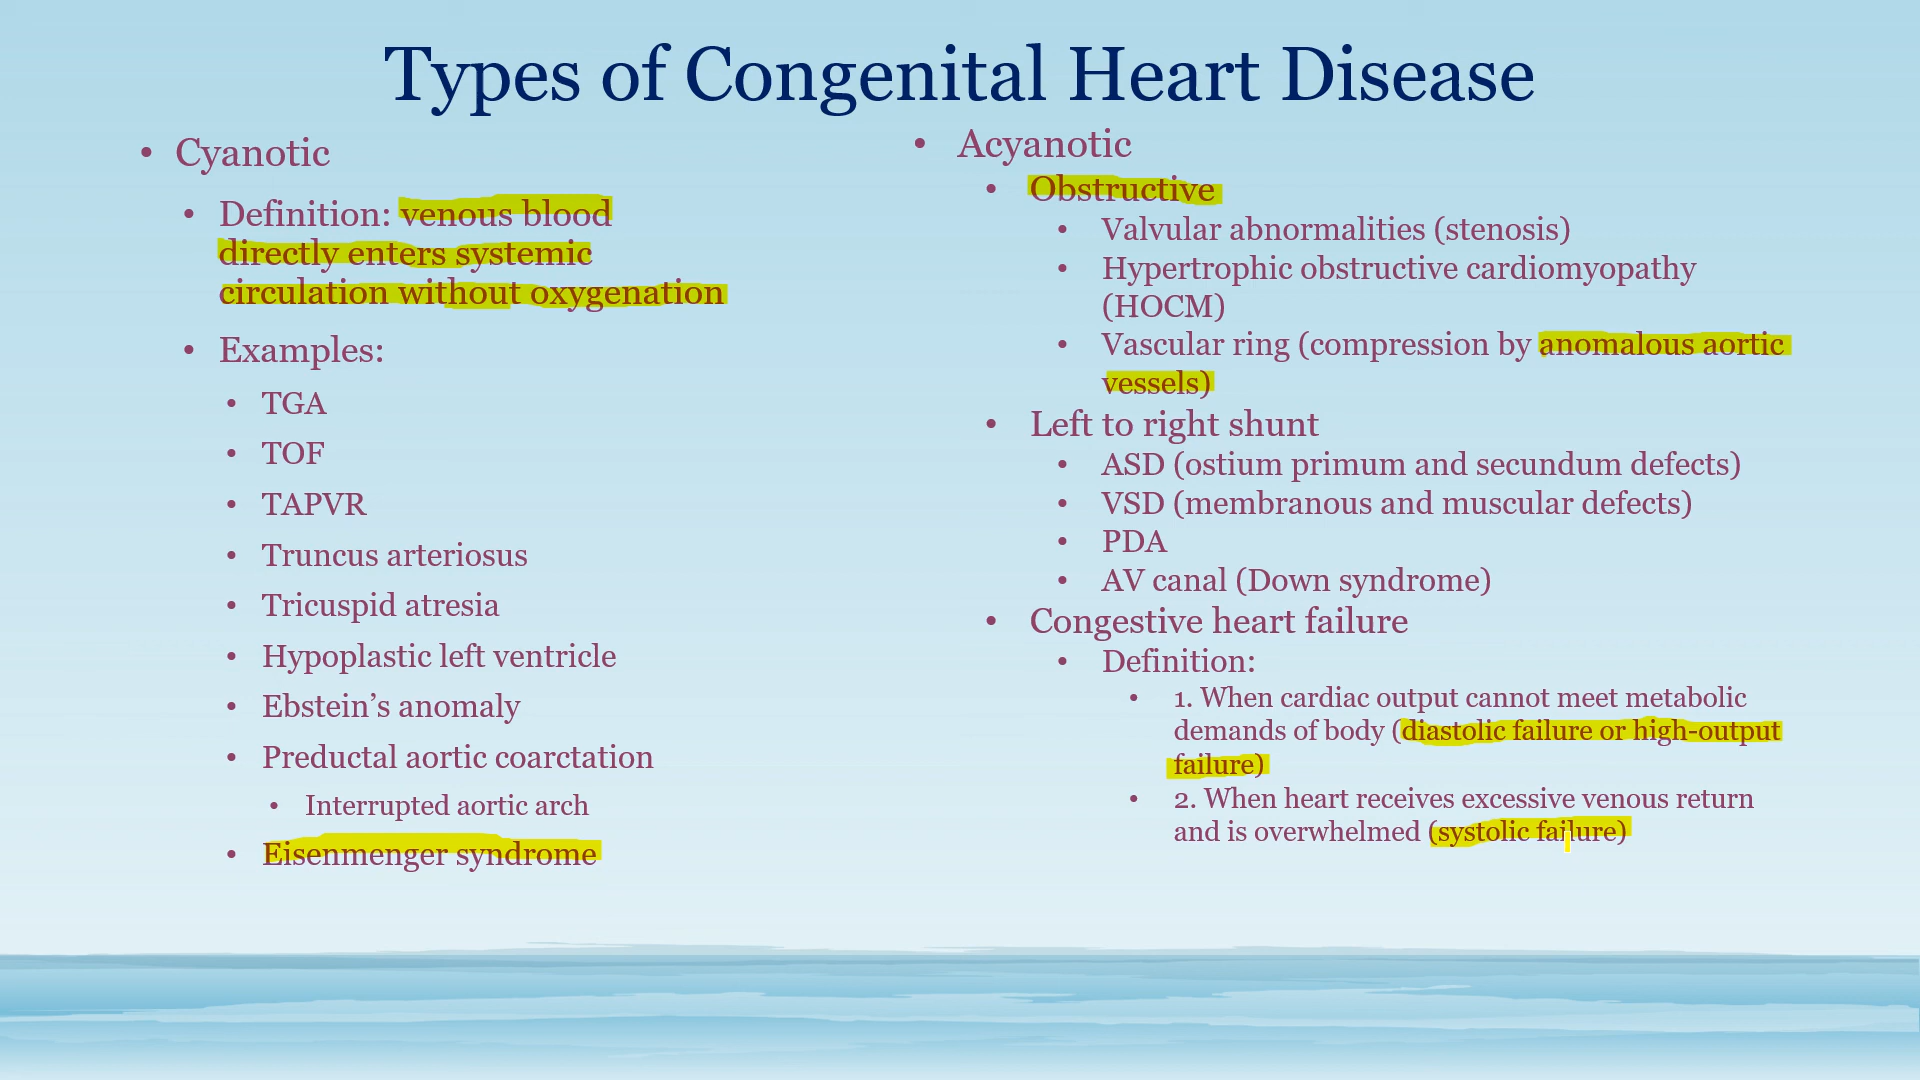 Types of Congenital Heart Disease
• Cyanotic
• Definition: venous blood
directly enters systemic
circulation without oxygenation
• Examples:
• TGA
• TOF
• TAPVR
• Truncus arteriosus
• Tricuspid atresia
• Hypoplastic left ventricle
• Ebstein’s anomaly
• Preductal aortic coarctation
• Interrupted aortic arch
• Eisenmenger syndrome
• Acyanotic
• Obstructive
• Valvular abnormalities (stenosis)
• Hypertrophic obstructive cardiomyopathy
(HOCM)
• Vascular ring (compression by anomalous aortic
vessels)
• Left to right shunt
• ASD (ostium primum and secundum defects)
• VSD (membranous and muscular defects)
• PDA
• AV canal (Down syndrome)
• Congestive heart failure
• Definition:
• 1. When cardiac output cannot meet metabolic
demands of body (diastolic failure or high-output
failure)
• 2. When heart receives excessive venous return
and is overwhelmed (systolic failure)